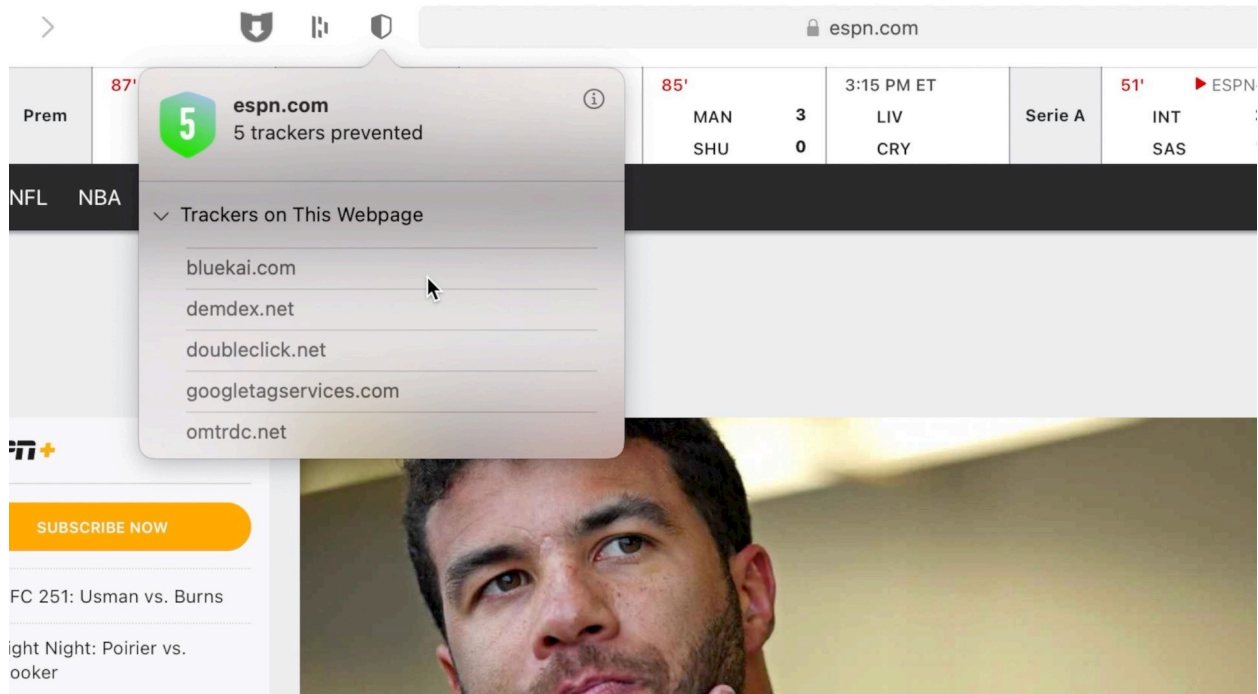 espn.com
Prem
87'
85'
MAN 3
SHU 0
3:15 PM ET
LIV
CRY
Serie A
51' ESPN
INT
SAS
5
espn.com
5 trackers prevented
NFL NBA
Trackers on This Webpage
bluekai.com
demdex.net
doubleclick.net
googletagservices.com
omtrdc.net
SUBSCRIBE NOW
FC 251: Usman vs. Burns
ight Night: Poirier vs.
ooker